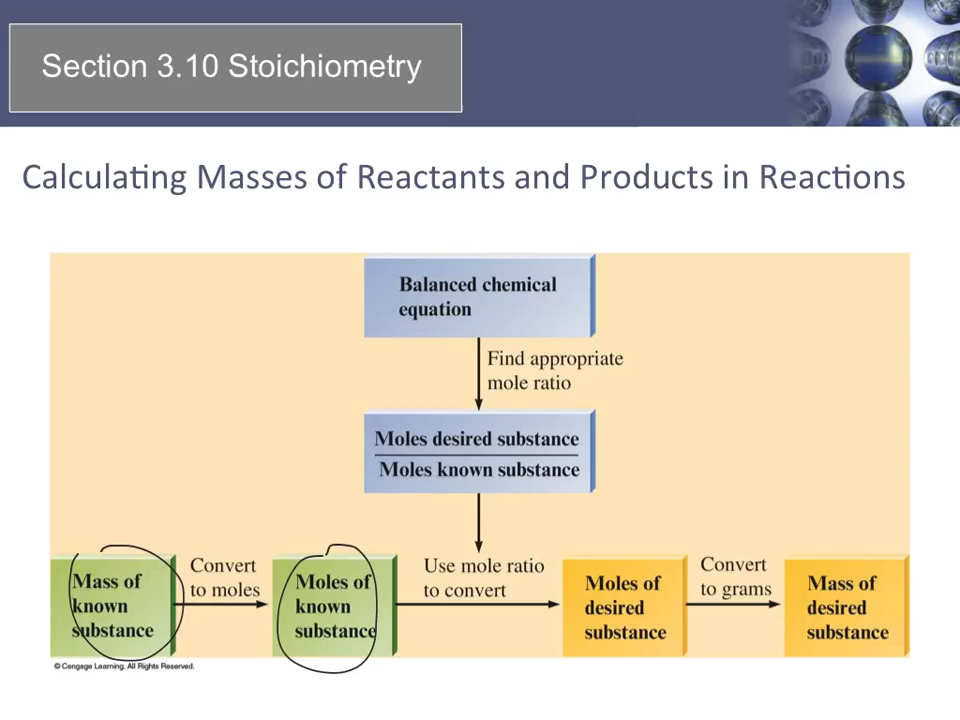 Section 3.10 Stoichiometry
Calculating Masses of Reactants and Products in Reactions
Balanced chemical
equation
Find appropriate
mole ratio
Moles desired substance
Moles known substance
Mass of
known
substance
Convert
to moles
Moles of
known
substance
Use mole ratio
to convert
Moles of
desired
substance
Convert
to grams
Mass of
desired
substance
© Cengage Learning. All Rights Reserved.